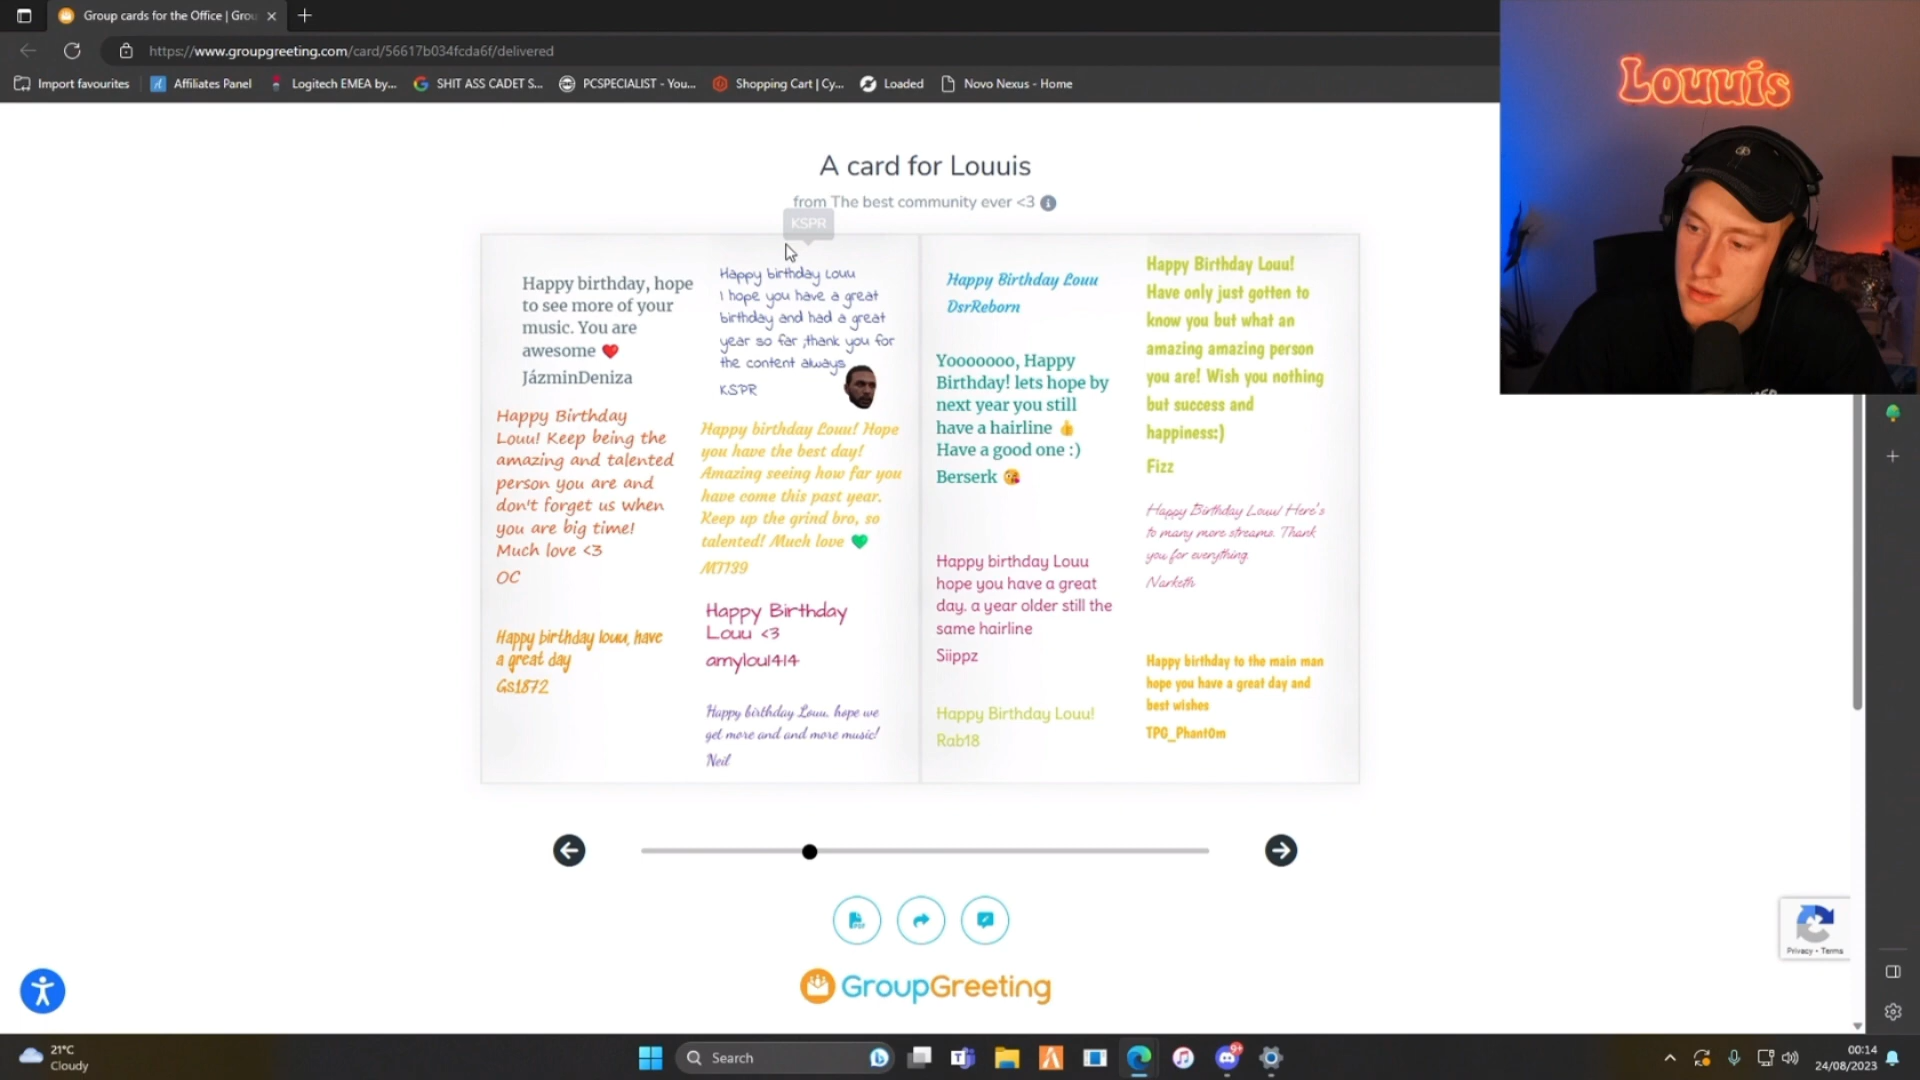 Group cards for the Office | Grou
https://www.groupgreeting.com/card/56617b034fcda6f/delivered
Import favourites
Affiliates Panel
Logitech EMEA by...
SHIT ASS CADET S...
PCSPECIALIST - You...
Shopping Cart | Cy...
Loaded
Novo Nexus - Home
Louuis
A card for Louuis
from The best community ever <3
KSPR
Happy birthday, hope
to see more of your
music. You are
awesome ❤️
JázminDeniza
Happy Birthday
Louu! Keep being the
amazing and talented
person you are and
don't forget us when
you are big time!
Much love <3
OC
Happy birthday louu, have
a great day
Gs1872
Happy birthday Louu
I hope you have a great
birthday and had a great
year so far ,thank you for
the content always
KSPR
Happy birthday Louu! Hope
you have the best day!
Amazing seeing how far you
have come this past year.
Keep up the grind bro, so
talented! Much love 💚
MT139
Happy Birthday
Louu <3
amylou1414
Happy birthday Louu, hope we
get more and and more music!
Neil
Happy Birthday Louu
DsrReborn
Yooooooo, Happy
Birthday! lets hope by
next year you still
have a hairline 👍
Have a good one :)
Berserk 😘
Happy birthday Louu
hope you have a great
day. a year older still the
same hairline
Siippz
Happy Birthday Louu!
Rab18
Happy Birthday Louu!
Have only just gotten to
know you but what an
amazing amazing person
you are! Wish you nothing
but success and
happiness:)
Fizz
Happy Birthday Louu! Here's
to many more streams. Thank
you for everything.
Narketh
Happy birthday to the main man
hope you have a great day and
best wishes
TPG_Phant0m
PDF
GroupGreeting
Privacy - Terms
21°C
Cloudy
Search
9+
00:14
24/08/2023